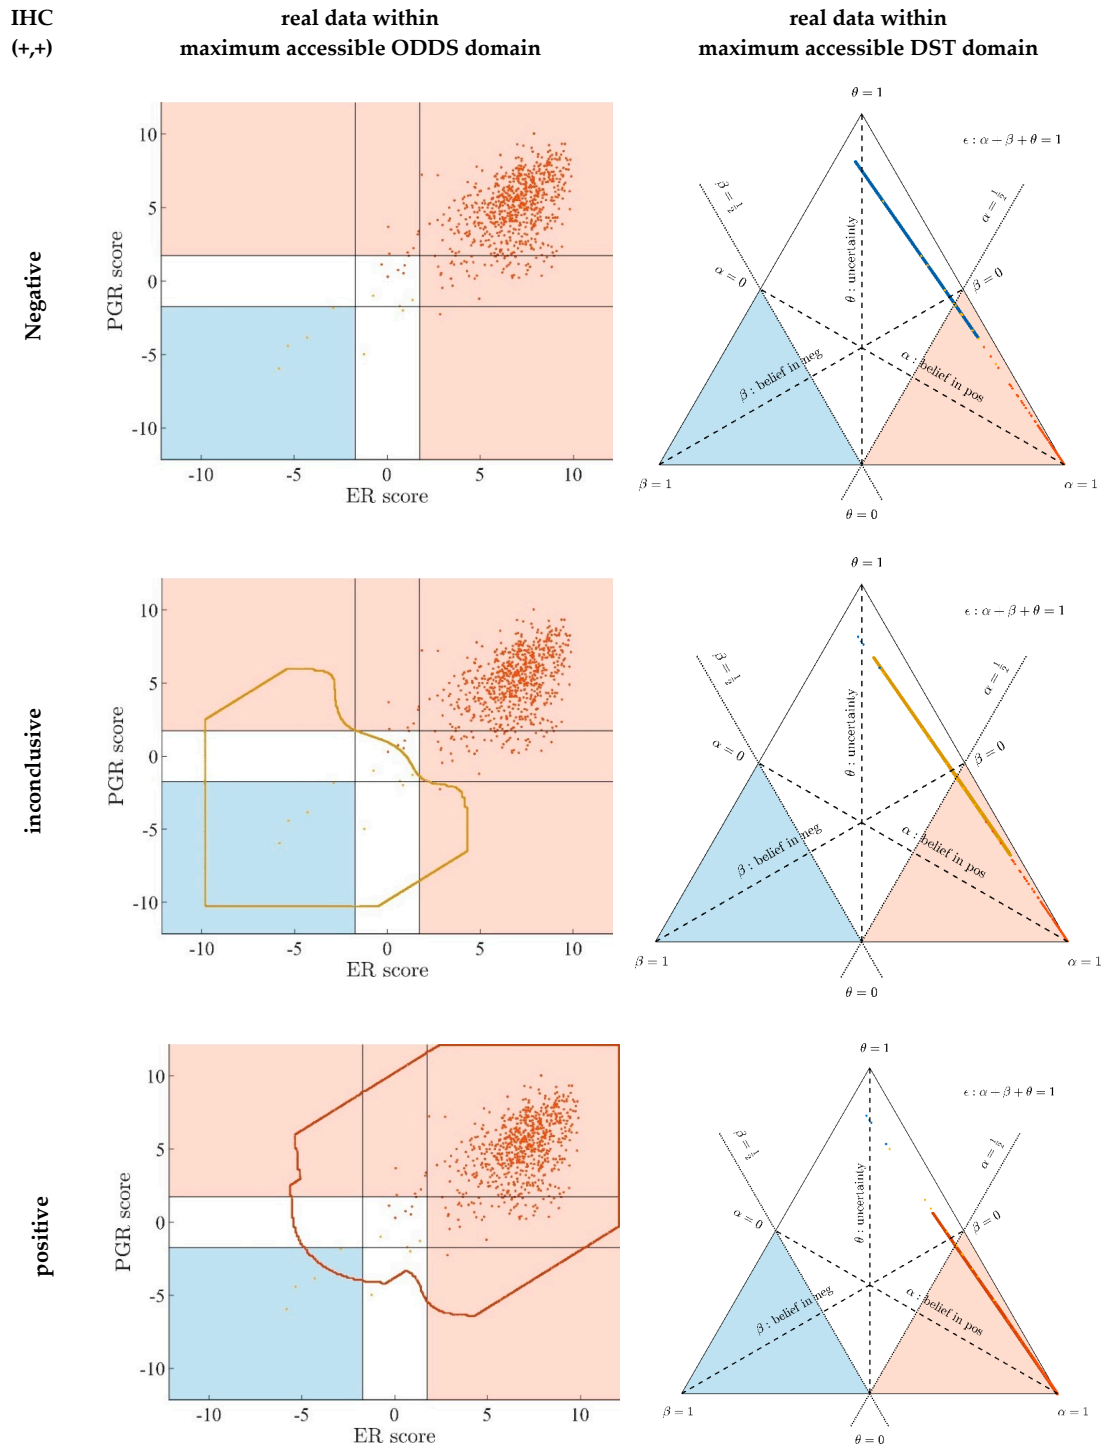 IHC
(+,+)
real data within
maximum accessible ODDS domain
real data within
maximum accessible DST domain
Negative
PGR score
10
5
0
-5
-10
-10
-5
0
5
10
ER score
θ = 1
ϵ : α − β + θ = 1
β = 1/2
α = 1/2
α = 0
β = 0
θ : uncertainty
β : belief in neg
α : belief in pos
β = 1
α = 1
θ = 0
inconclusive
PGR score
10
5
0
-5
-10
-10
-5
0
5
10
ER score
θ = 1
ϵ : α − β + θ = 1
β = 1/2
α = 1/2
α = 0
β = 0
θ : uncertainty
β : belief in neg
α : belief in pos
β = 1
α = 1
θ = 0
positive
PGR score
10
5
0
-5
-10
-10
-5
0
5
10
ER score
θ = 1
ϵ : α − β + θ = 1
β = 1/2
α = 1/2
α = 0
β = 0
θ : uncertainty
β : belief in neg
α : belief in pos
β = 1
α = 1
θ = 0